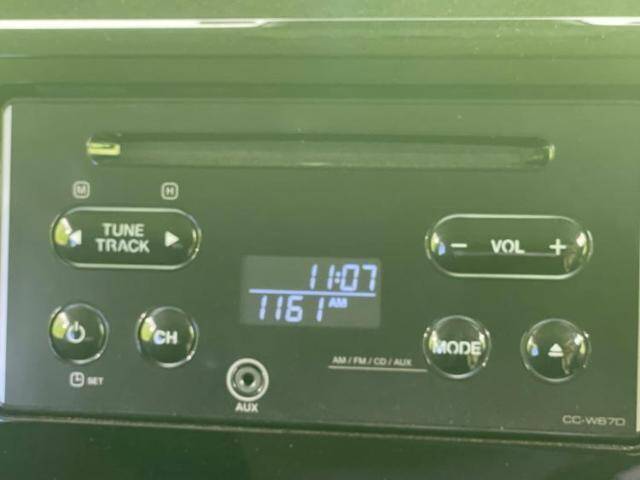 M H
TUNE
TRACK
VOL
11:07
1161 AM
CH
MODE
SET
AM / FM / CD / AUX
AUX
CC-W67D